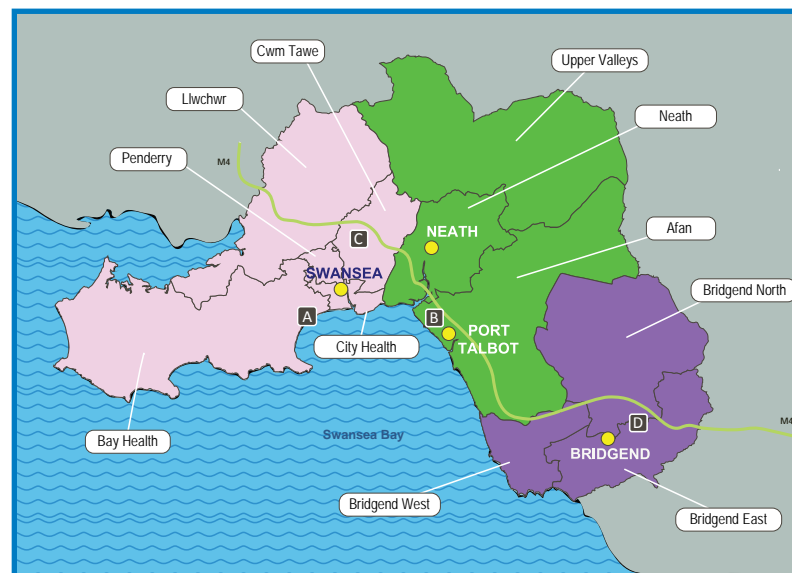 Cwm Tawe
Upper Valleys
Llwchwr
Neath
Penderry
M4
Afan
C
NEATH
SWANSEA
Bridgend North
A
B
PORT
TALBOT
City Health
D
M4
Bay Health
Swansea Bay
BRIDGEND
Bridgend West
Bridgend East